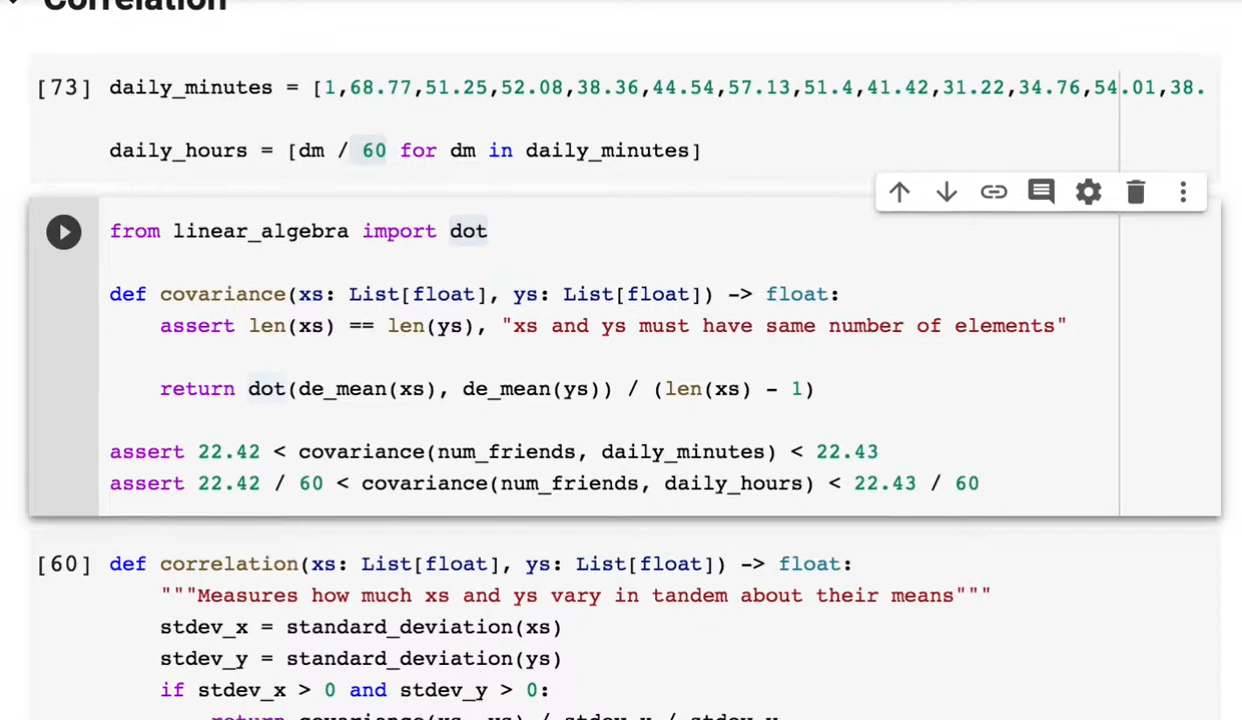 Correlation
[73] daily_minutes = [1,68.77,51.25,52.08,38.36,44.54,57.13,51.4,41.42,31.22,34.76,54.01,38.
daily_hours = [dm / 60 for dm in daily_minutes]
from linear_algebra import dot
def covariance(xs: List[float], ys: List[float]) -> float:
assert len(xs) == len(ys), "xs and ys must have same number of elements"
return dot(de_mean(xs), de_mean(ys)) / (len(xs) - 1)
assert 22.42 < covariance(num_friends, daily_minutes) < 22.43
assert 22.42 / 60 < covariance(num_friends, daily_hours) < 22.43 / 60
[60] def correlation(xs: List[float], ys: List[float]) -> float:
"""Measures how much xs and ys vary in tandem about their means"""
stdev_x = standard_deviation(xs)
stdev_y = standard_deviation(ys)
if stdev_x > 0 and stdev_y > 0: